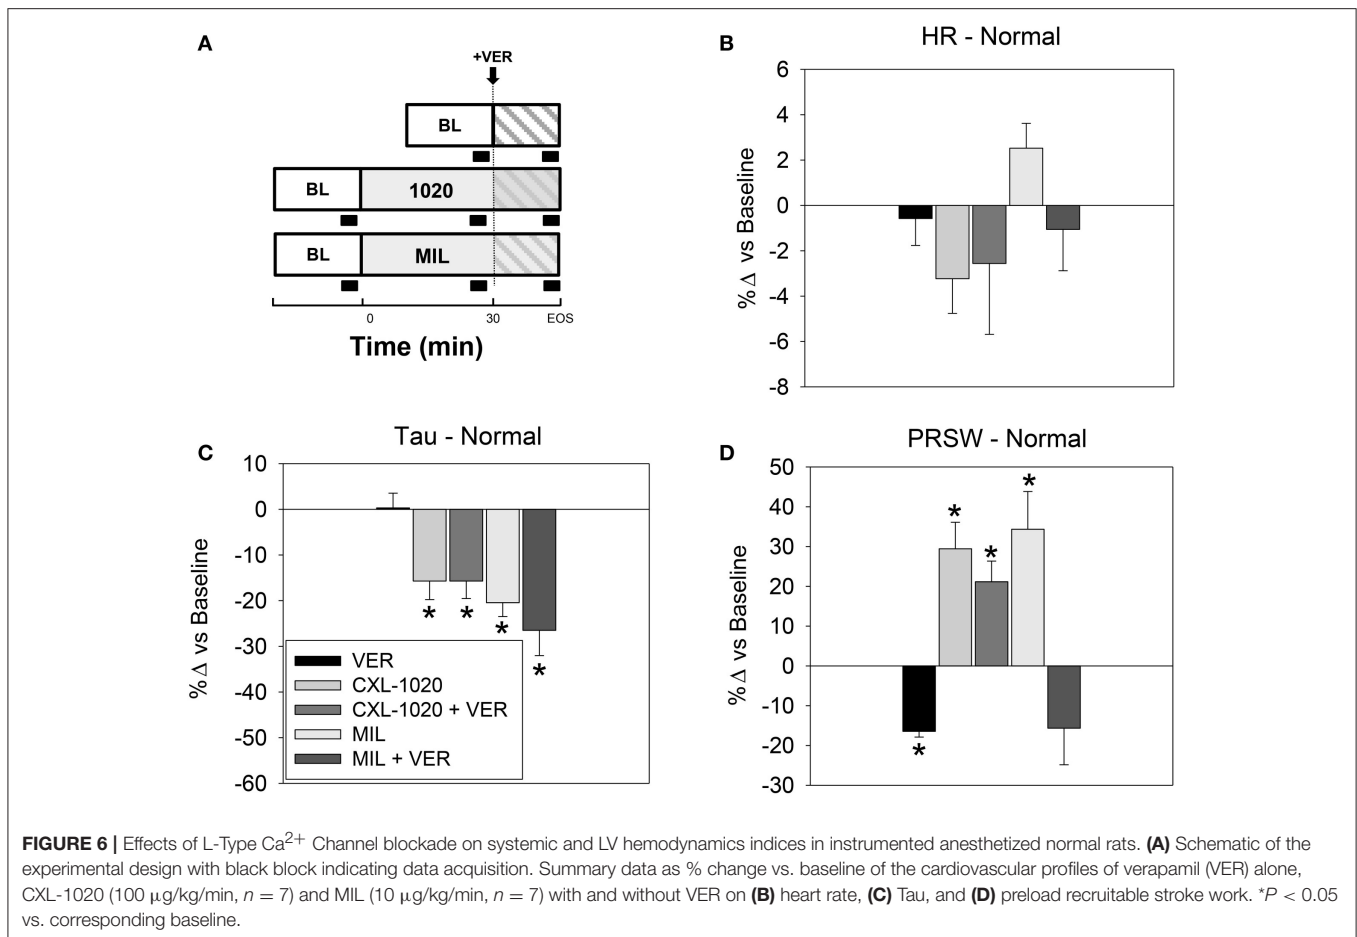 A
+VER
BL
BL
1020
BL
MIL
0
30
EOS
Time (min)
B
HR - Normal
% Δ vs Baseline
6
4
2
0
-2
-4
-6
-8
C
Tau - Normal
% Δ vs Baseline
10
0
-10
-20
-30
-40
-50
-60
*
*
*
*
VER
CXL-1020
CXL-1020 + VER
MIL
MIL + VER
D
PRSW - Normal
% Δ vs Baseline
50
40
30
20
10
0
-10
-20
-30
*
*
*
*
FIGURE 6 | Effects of L-Type Ca²⁺ Channel blockade on systemic and LV hemodynamics indices in instrumented anesthetized normal rats. (A) Schematic of the
experimental design with black block indicating data acquisition. Summary data as % change vs. baseline of the cardiovascular profiles of verapamil (VER) alone,
CXL-1020 (100 μg/kg/min, n = 7) and MIL (10 μg/kg/min, n = 7) with and without VER on (B) heart rate, (C) Tau, and (D) preload recruitable stroke work. *P < 0.05
vs. corresponding baseline.